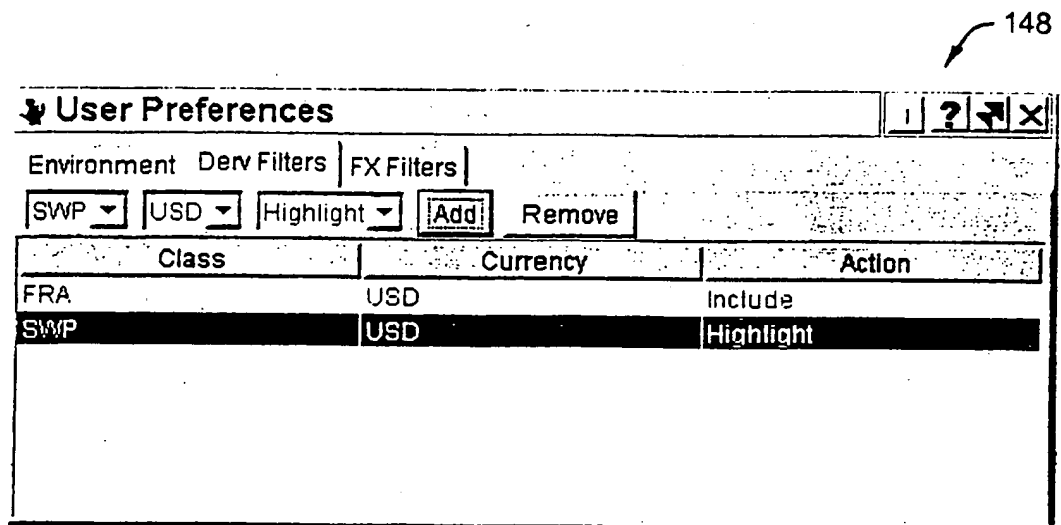 148
User Preferences
Environment Derv Filters FX Filters
SWP USD Highlight Add Remove
Class Currency Action
FRA USD Include
SWP USD Highlight